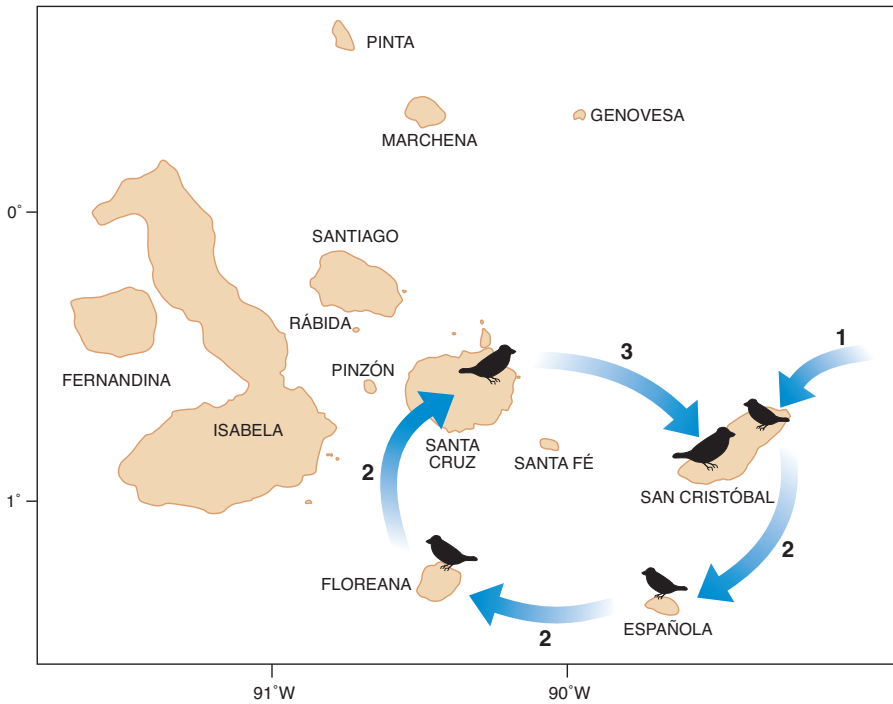 PINTA
MARCHENA
GENOVESA
0˚
SANTIAGO
RÁBIDA
3
1
FERNANDINA
PINZÓN
ISABELA
SANTA
CRUZ
SANTA FÉ
2
SAN CRISTÓBAL
1˚
2
FLOREANA
2
ESPAÑOLA
91˚W
90˚W